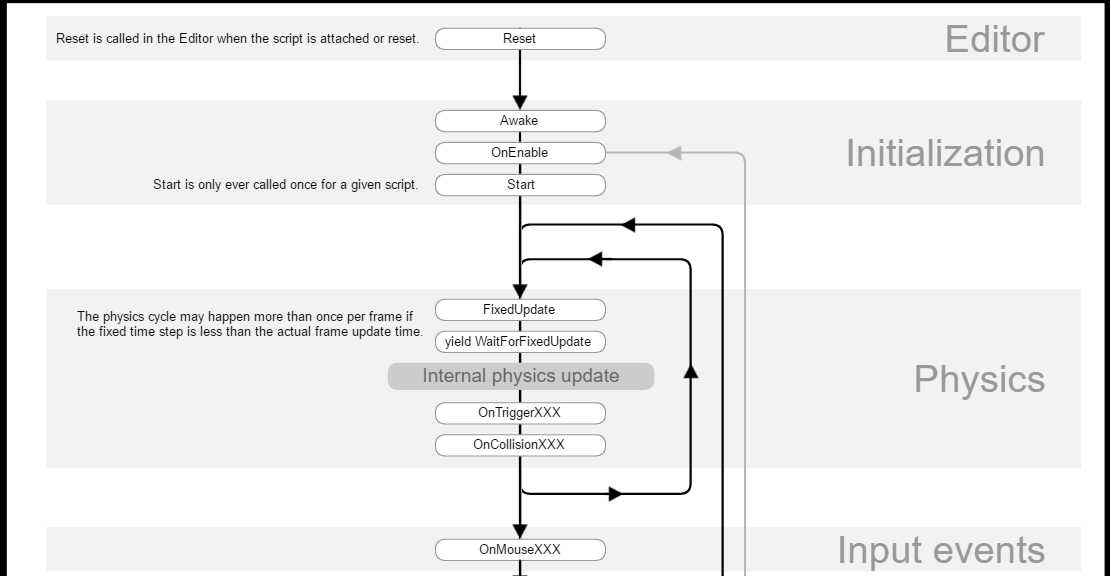 Reset is called in the Editor when the script is attached or reset.
Reset
Editor
Awake
OnEnable
Initialization
Start is only ever called once for a given script.
Start
FixedUpdate
The physics cycle may happen more than once per frame if
the fixed time step is less than the actual frame update time.
yield WaitForFixedUpdate
Internal physics update
Physics
OnTriggerXXX
OnCollisionXXX
OnMouseXXX
Input events